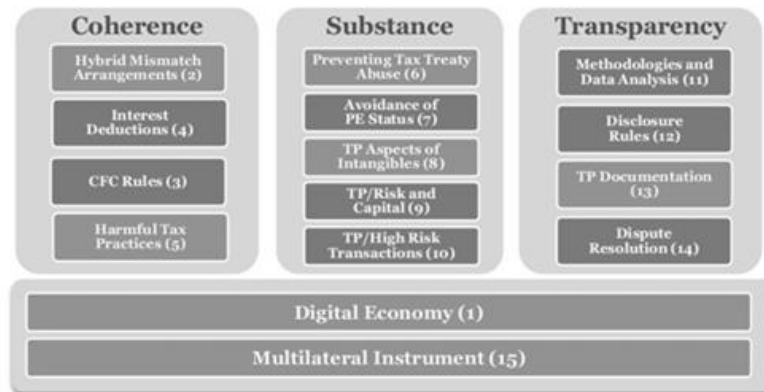 Coherence
Hybrid Mismatch
Arrangements (2)
Interest
Deductions (4)
CFC Rules (3)
Harmful Tax
Practices (5)
Substance
Preventing Tax Treaty
Abuse (6)
Avoidance of
PE Status (7)
TP Aspects of
Intangibles (8)
TP/Risk and
Capital (9)
TP/High Risk
Transactions (10)
Transparency
Methodologies and
Data Analysis (11)
Disclosure
Rules (12)
TP Documentation
(13)
Dispute
Resolution (14)
Digital Economy (1)
Multilateral Instrument (15)